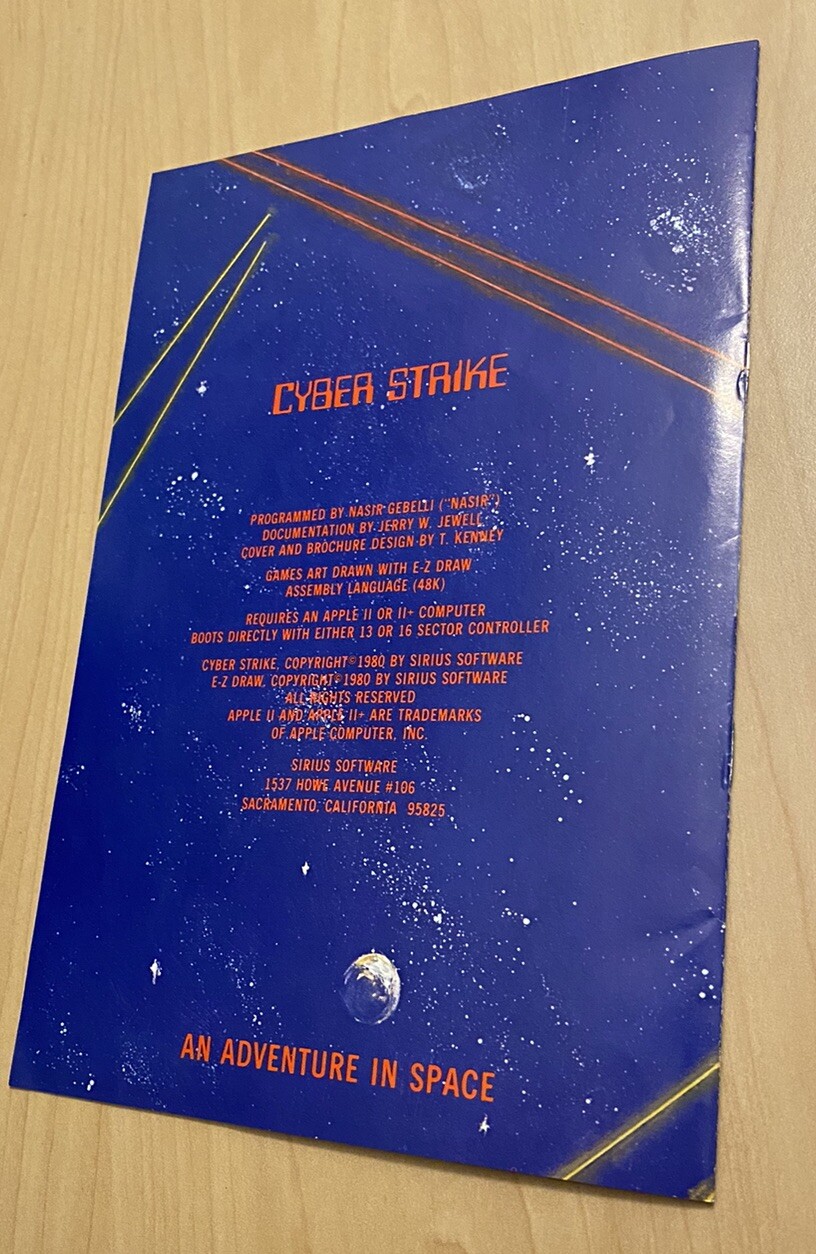 CYBER STRIKE
PROGRAMMED BY NASIR GEBELLI ("NASIR")
DOCUMENTATION BY JERRY W. JEWELL
COVER AND BROCHURE DESIGN BY T. KENNEY
GAMES ART DRAWN WITH E-Z DRAW
ASSEMBLY LANGUAGE (48K)
REQUIRES AN APPLE II OR II+ COMPUTER
BOOTS DIRECTLY WITH EITHER 13 OR 16 SECTOR CONTROLLER
CYBER STRIKE, COPYRIGHT©1980 BY SIRIUS SOFTWARE
E-Z DRAW, COPYRIGHT©1980 BY SIRIUS SOFTWARE
ALL RIGHTS RESERVED
APPLE II AND APPLE II+ ARE TRADEMARKS
OF APPLE COMPUTER, INC.
SIRIUS SOFTWARE
1537 HOWE AVENUE #106
SACRAMENTO, CALIFORNIA 95825
AN ADVENTURE IN SPACE